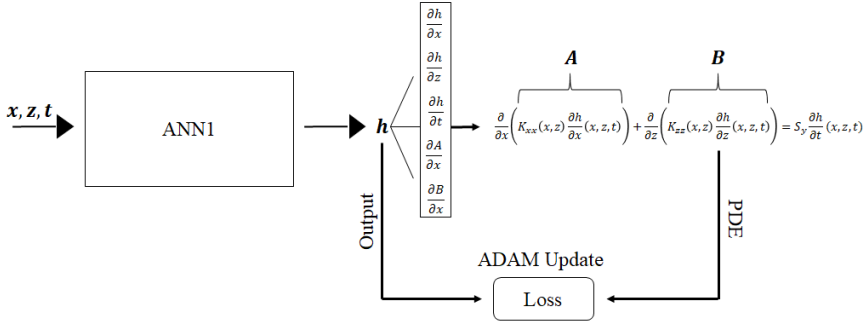 x, z, t
ANN1
h
∂h/∂x
∂h/∂z
∂h/∂t
∂A/∂x
∂B/∂x
A
B
∂/∂x (K_xx(x,z) ∂h/∂x (x,z,t)) + ∂/∂z (K_zz(x,z) ∂h/∂z (x,z,t)) = S_y ∂h/∂t (x,z,t)
Output
PDE
ADAM Update
Loss